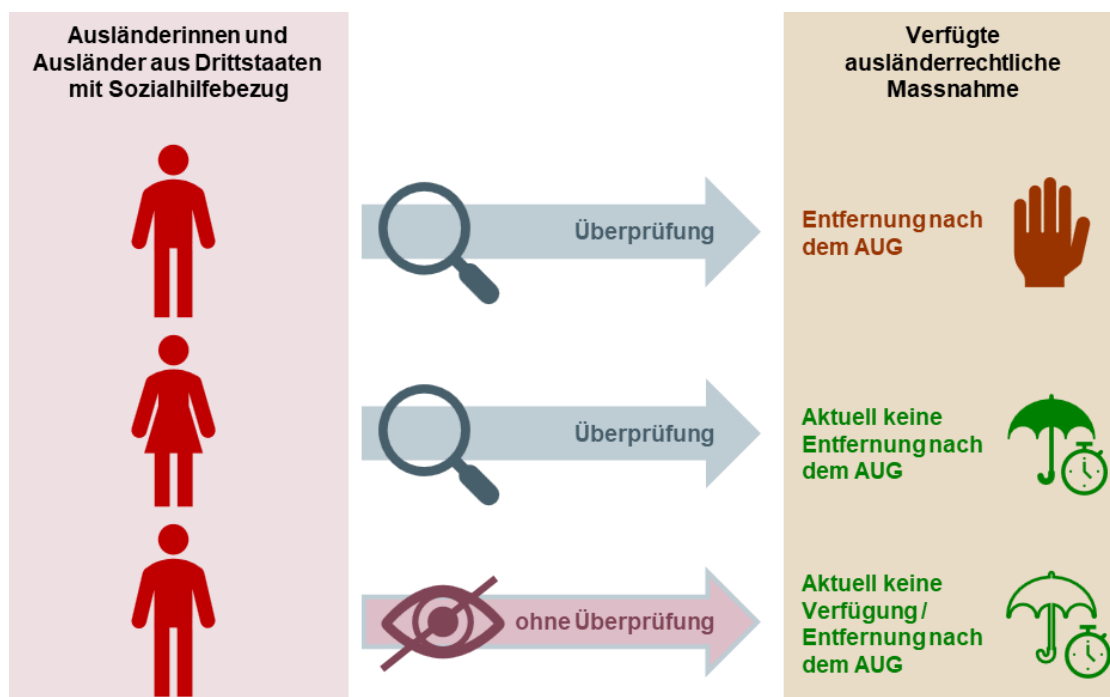 Ausländerinnen und
Ausländer aus Drittstaaten
mit Sozialhilfebezug
Verfügte
ausländerrechtliche
Massnahme
Überprüfung
Entfernung nach
dem AUG
Überprüfung
Aktuell keine
Entfernung nach
dem AUG
ohne Überprüfung
Aktuell keine
Verfügung /
Entfernung nach
dem AUG